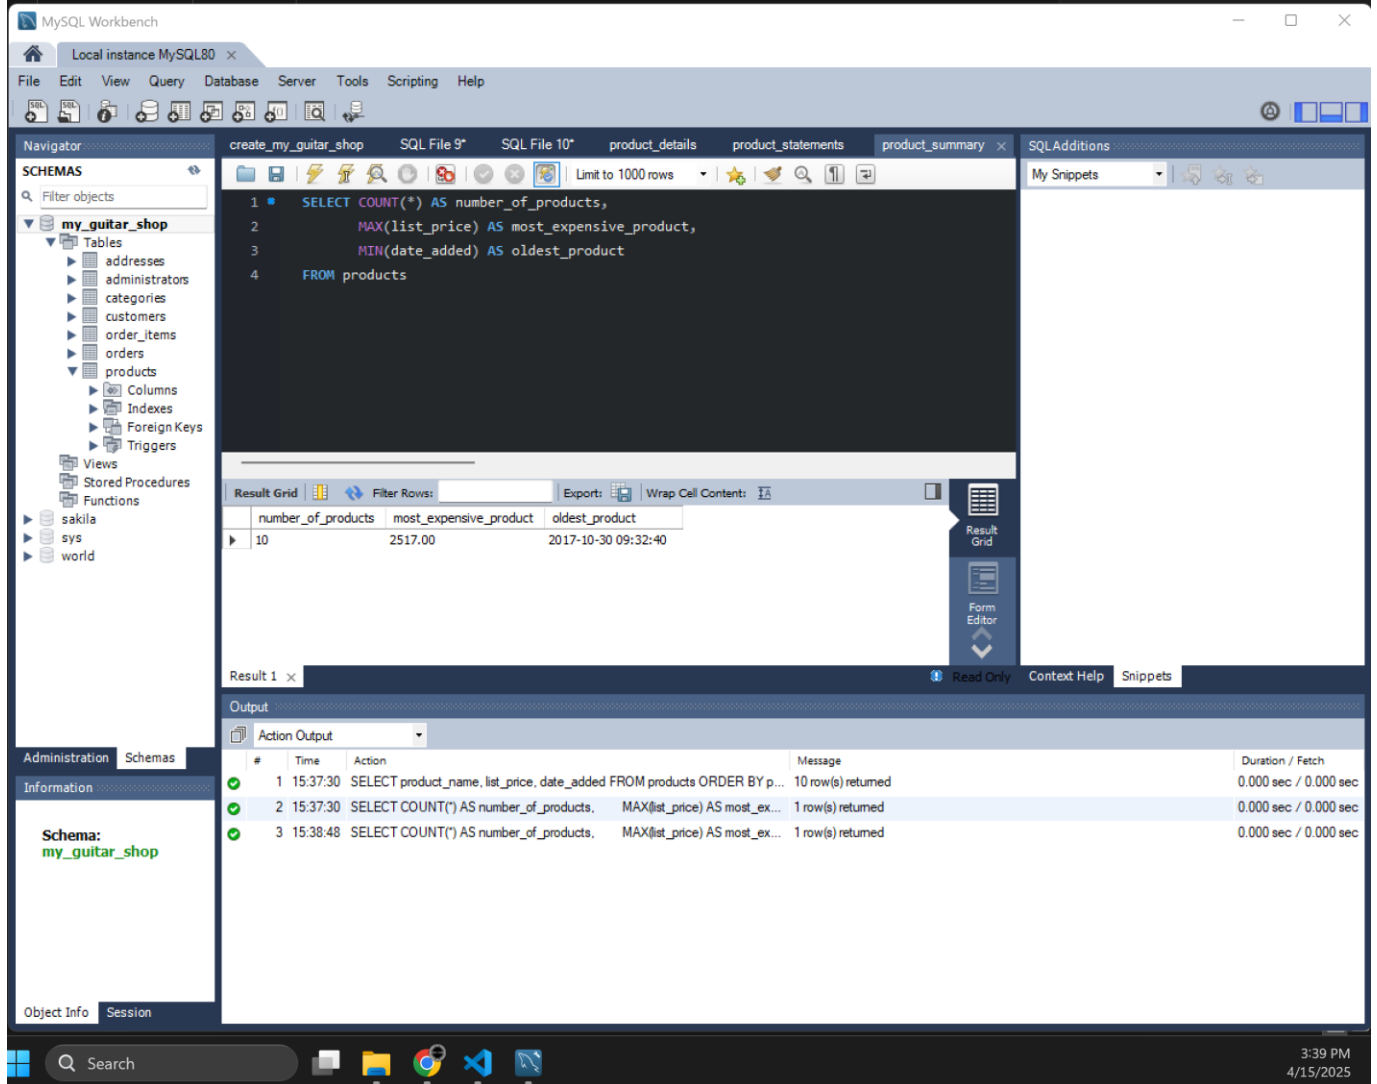 MySQL Workbench
Local instance MySQL80
File Edit View Query Database Server Tools Scripting Help
Navigator
SCHEMAS
Filter objects
my_guitar_shop
Tables
addresses
administrators
categories
customers
order_items
orders
products
Columns
Indexes
Foreign Keys
Triggers
Views
Stored Procedures
Functions
sakila
sys
world
Administration Schemas
Information
Schema:
my_guitar_shop
Object Info Session
create_my_guitar_shop SQL File 9* SQL File 10* product_details product_statements product_summary
Limit to 1000 rows
1 SELECT COUNT(*) AS number_of_products,
2 MAX(list_price) AS most_expensive_product,
3 MIN(date_added) AS oldest_product
4 FROM products
Result Grid Filter Rows: Export: Wrap Cell Content:
number_of_products most_expensive_product oldest_product
10 2517.00 2017-10-30 09:32:40
Result Grid
Form Editor
Result 1 Read Only
SQLAdditions
My Snippets
Context Help Snippets
Output
Action Output
# Time Action Message Duration / Fetch
1 15:37:30 SELECT product_name, list_price, date_added FROM products ORDER BY p... 10 row(s) returned 0.000 sec / 0.000 sec
2 15:37:30 SELECT COUNT(*) AS number_of_products, MAX(list_price) AS most_ex... 1 row(s) returned 0.000 sec / 0.000 sec
3 15:38:48 SELECT COUNT(*) AS number_of_products, MAX(list_price) AS most_ex... 1 row(s) returned 0.000 sec / 0.000 sec
Search
3:39 PM
4/15/2025